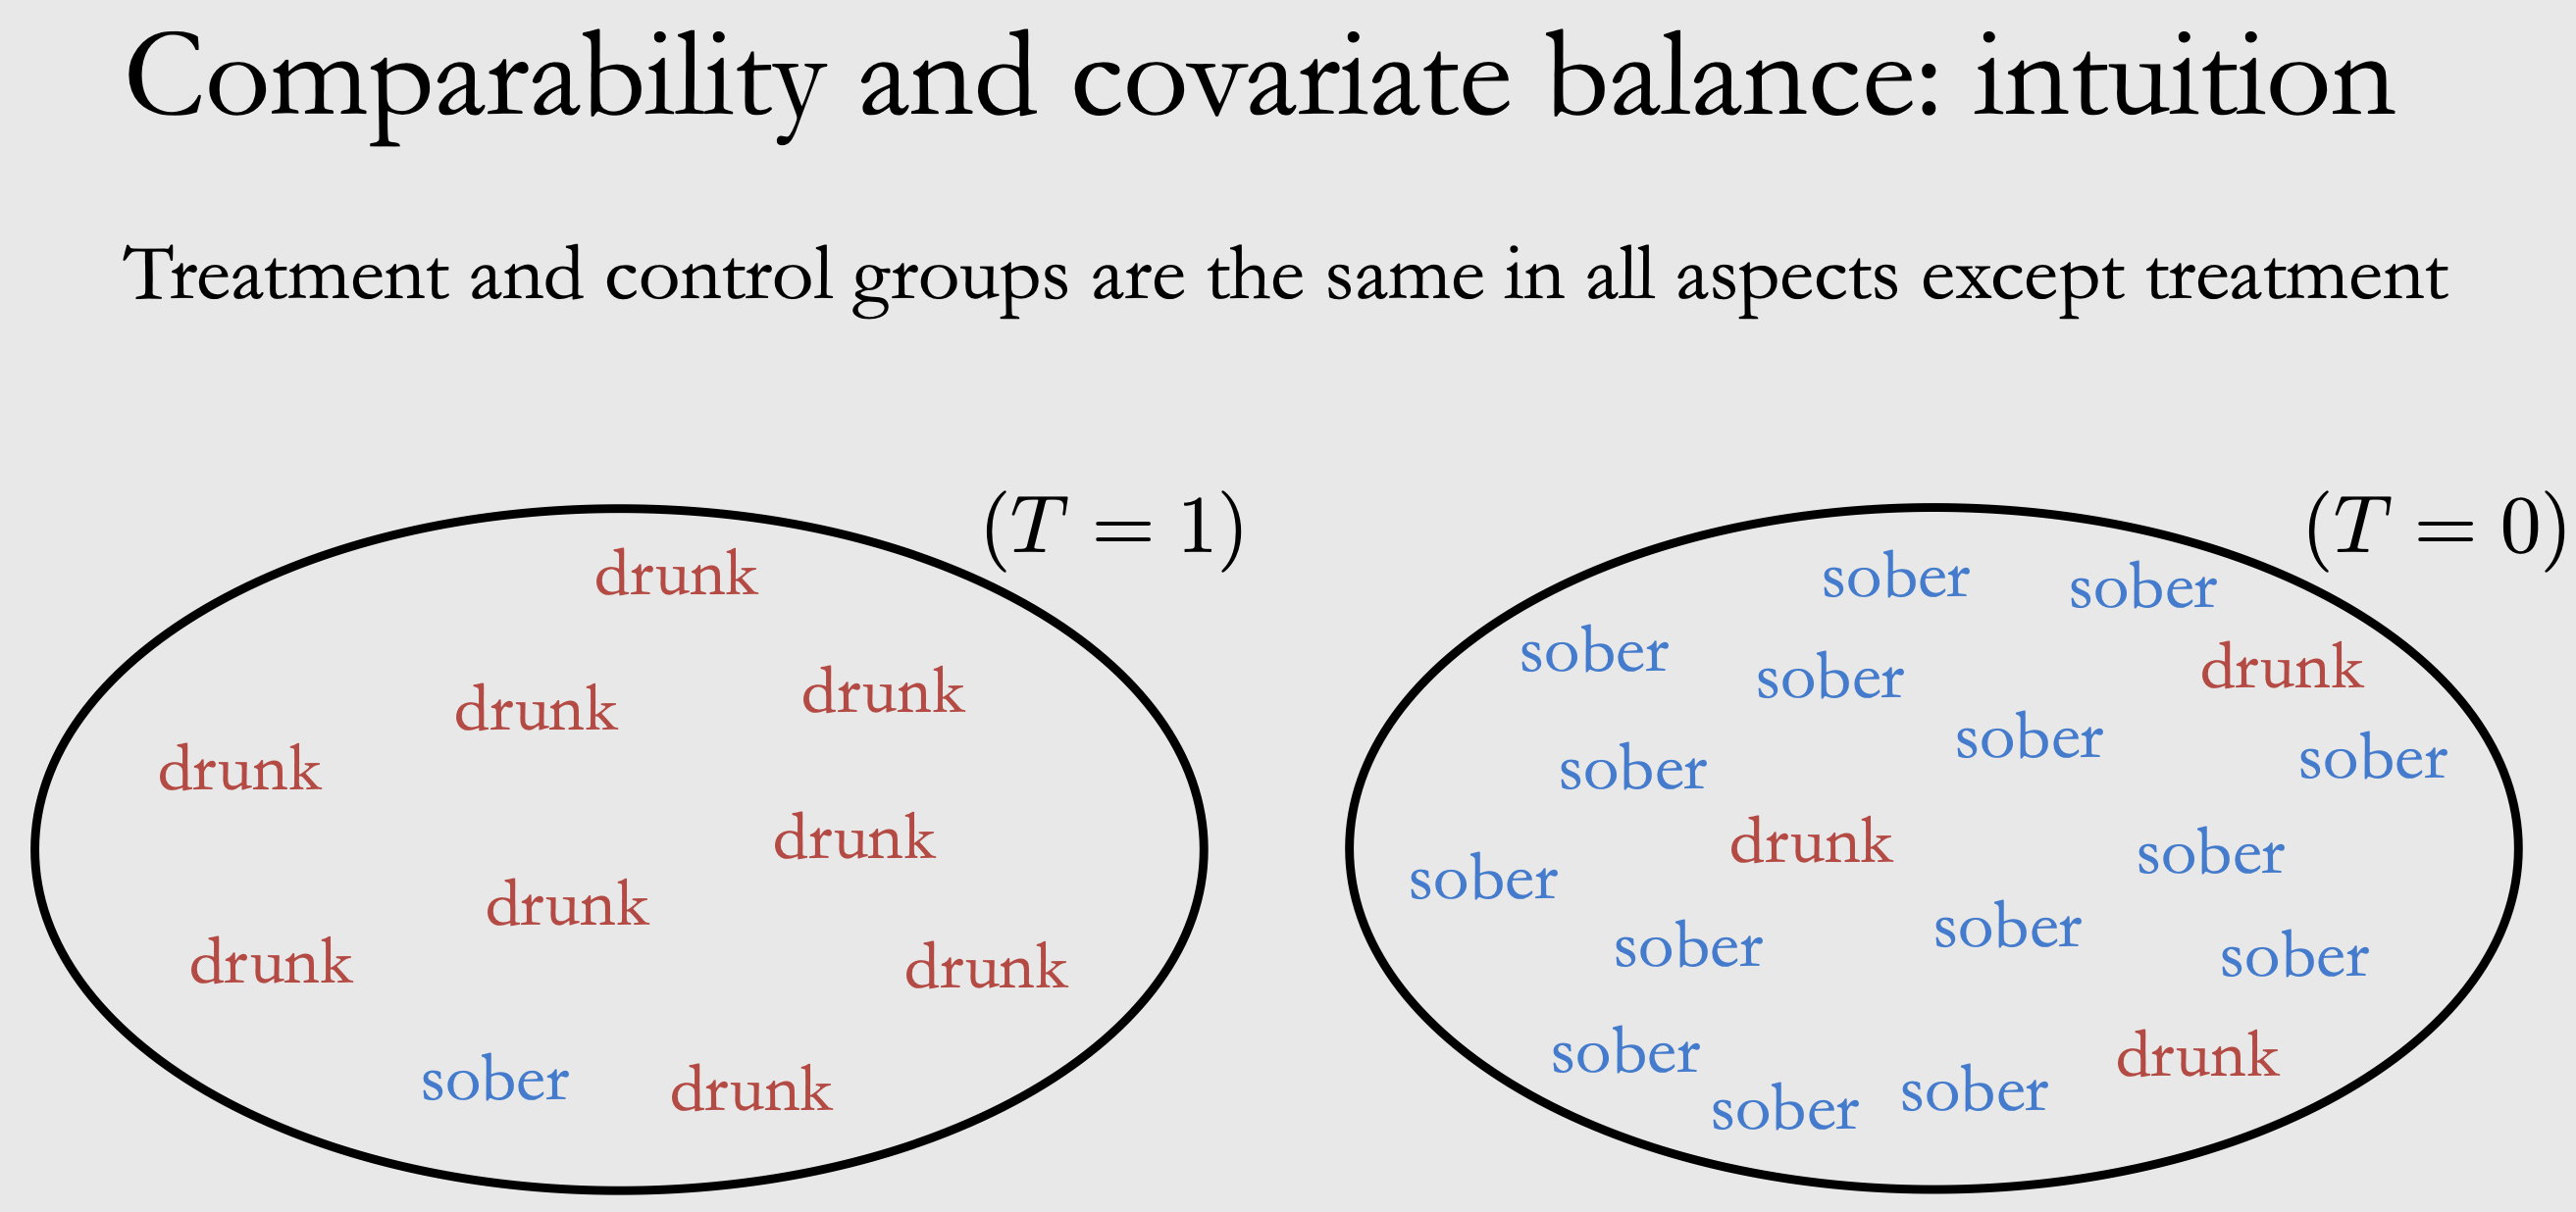 Comparability and covariate balance: intuition
Treatment and control groups are the same in all aspects except treatment
(T = 1)
drunk
drunk
drunk
drunk
drunk
drunk
drunk
drunk
sober
drunk
(T = 0)
sober
sober
sober
sober
drunk
sober
sober
sober
drunk
sober
sober
sober
sober
sober
sober
drunk
sober
sober